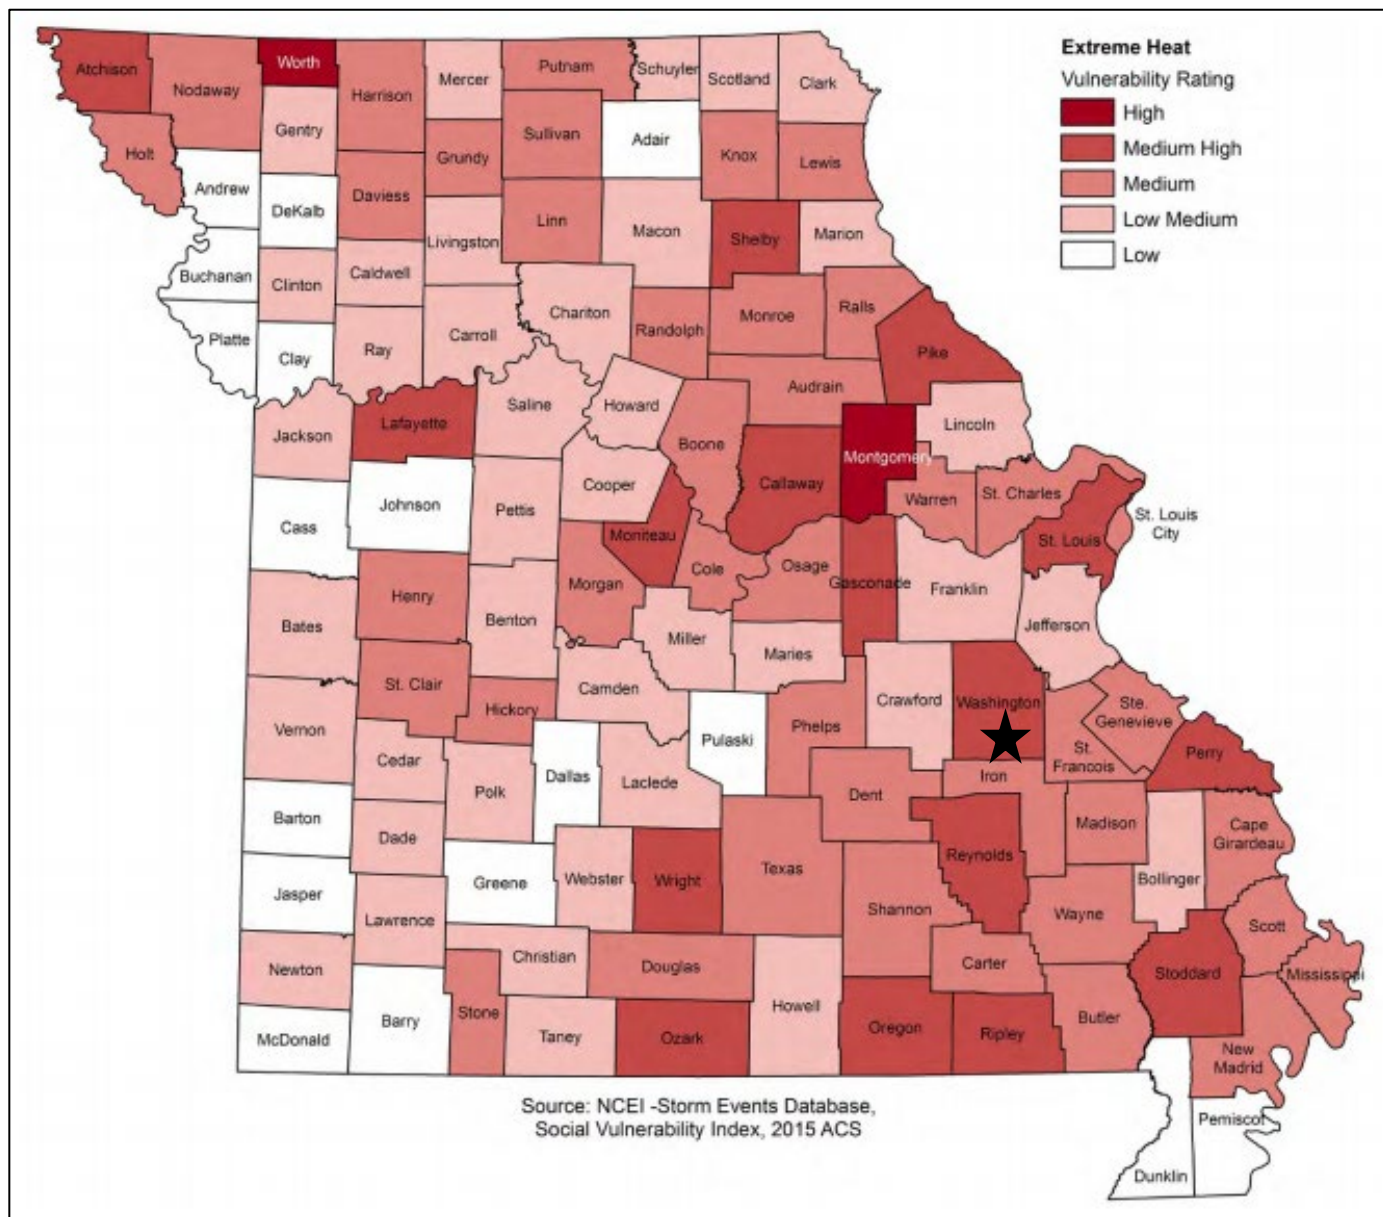 Extreme Heat
Vulnerability Rating
High
Medium High
Medium
Low Medium
Low
Atchison
Nodaway
Worth
Harrison
Mercer
Putnam
Schuyler
Scotland
Clark
Gentry
Holt
Andrew
DeKalb
Daviess
Grundy
Sullivan
Adair
Knox
Lewis
Linn
Macon
Shelby
Marion
Livingston
Buchanan
Clinton
Caldwell
Chariton
Randolph
Monroe
Ralls
Platte
Clay
Ray
Carroll
Pike
Audrain
Jackson
Lafayette
Saline
Howard
Boone
Callaway
Montgomery
Lincoln
Cass
Johnson
Pettis
Cooper
Moniteau
Warren
St. Charles
St. Louis
St. Louis
City
Bates
Henry
Benton
Morgan
Cole
Osage
Gasconade
Franklin
Jefferson
Miller
Maries
Vernon
St. Clair
Hickory
Camden
Pulaski
Phelps
Crawford
Washington
Ste.
Genevieve
St.
Francois
Perry
Cedar
Polk
Dallas
Laclede
Dent
Iron
Barton
Dade
Madison
Bollinger
Cape
Girardeau
Jasper
Greene
Webster
Wright
Texas
Reynolds
Shannon
Wayne
Scott
Lawrence
Newton
Christian
Douglas
Carter
Stoddard
Mississippi
McDonald
Barry
Stone
Taney
Ozark
Howell
Oregon
Ripley
Butler
New
Madrid
Pemiscot
Dunklin
Source: NCEI -Storm Events Database,
Social Vulnerability Index, 2015 ACS